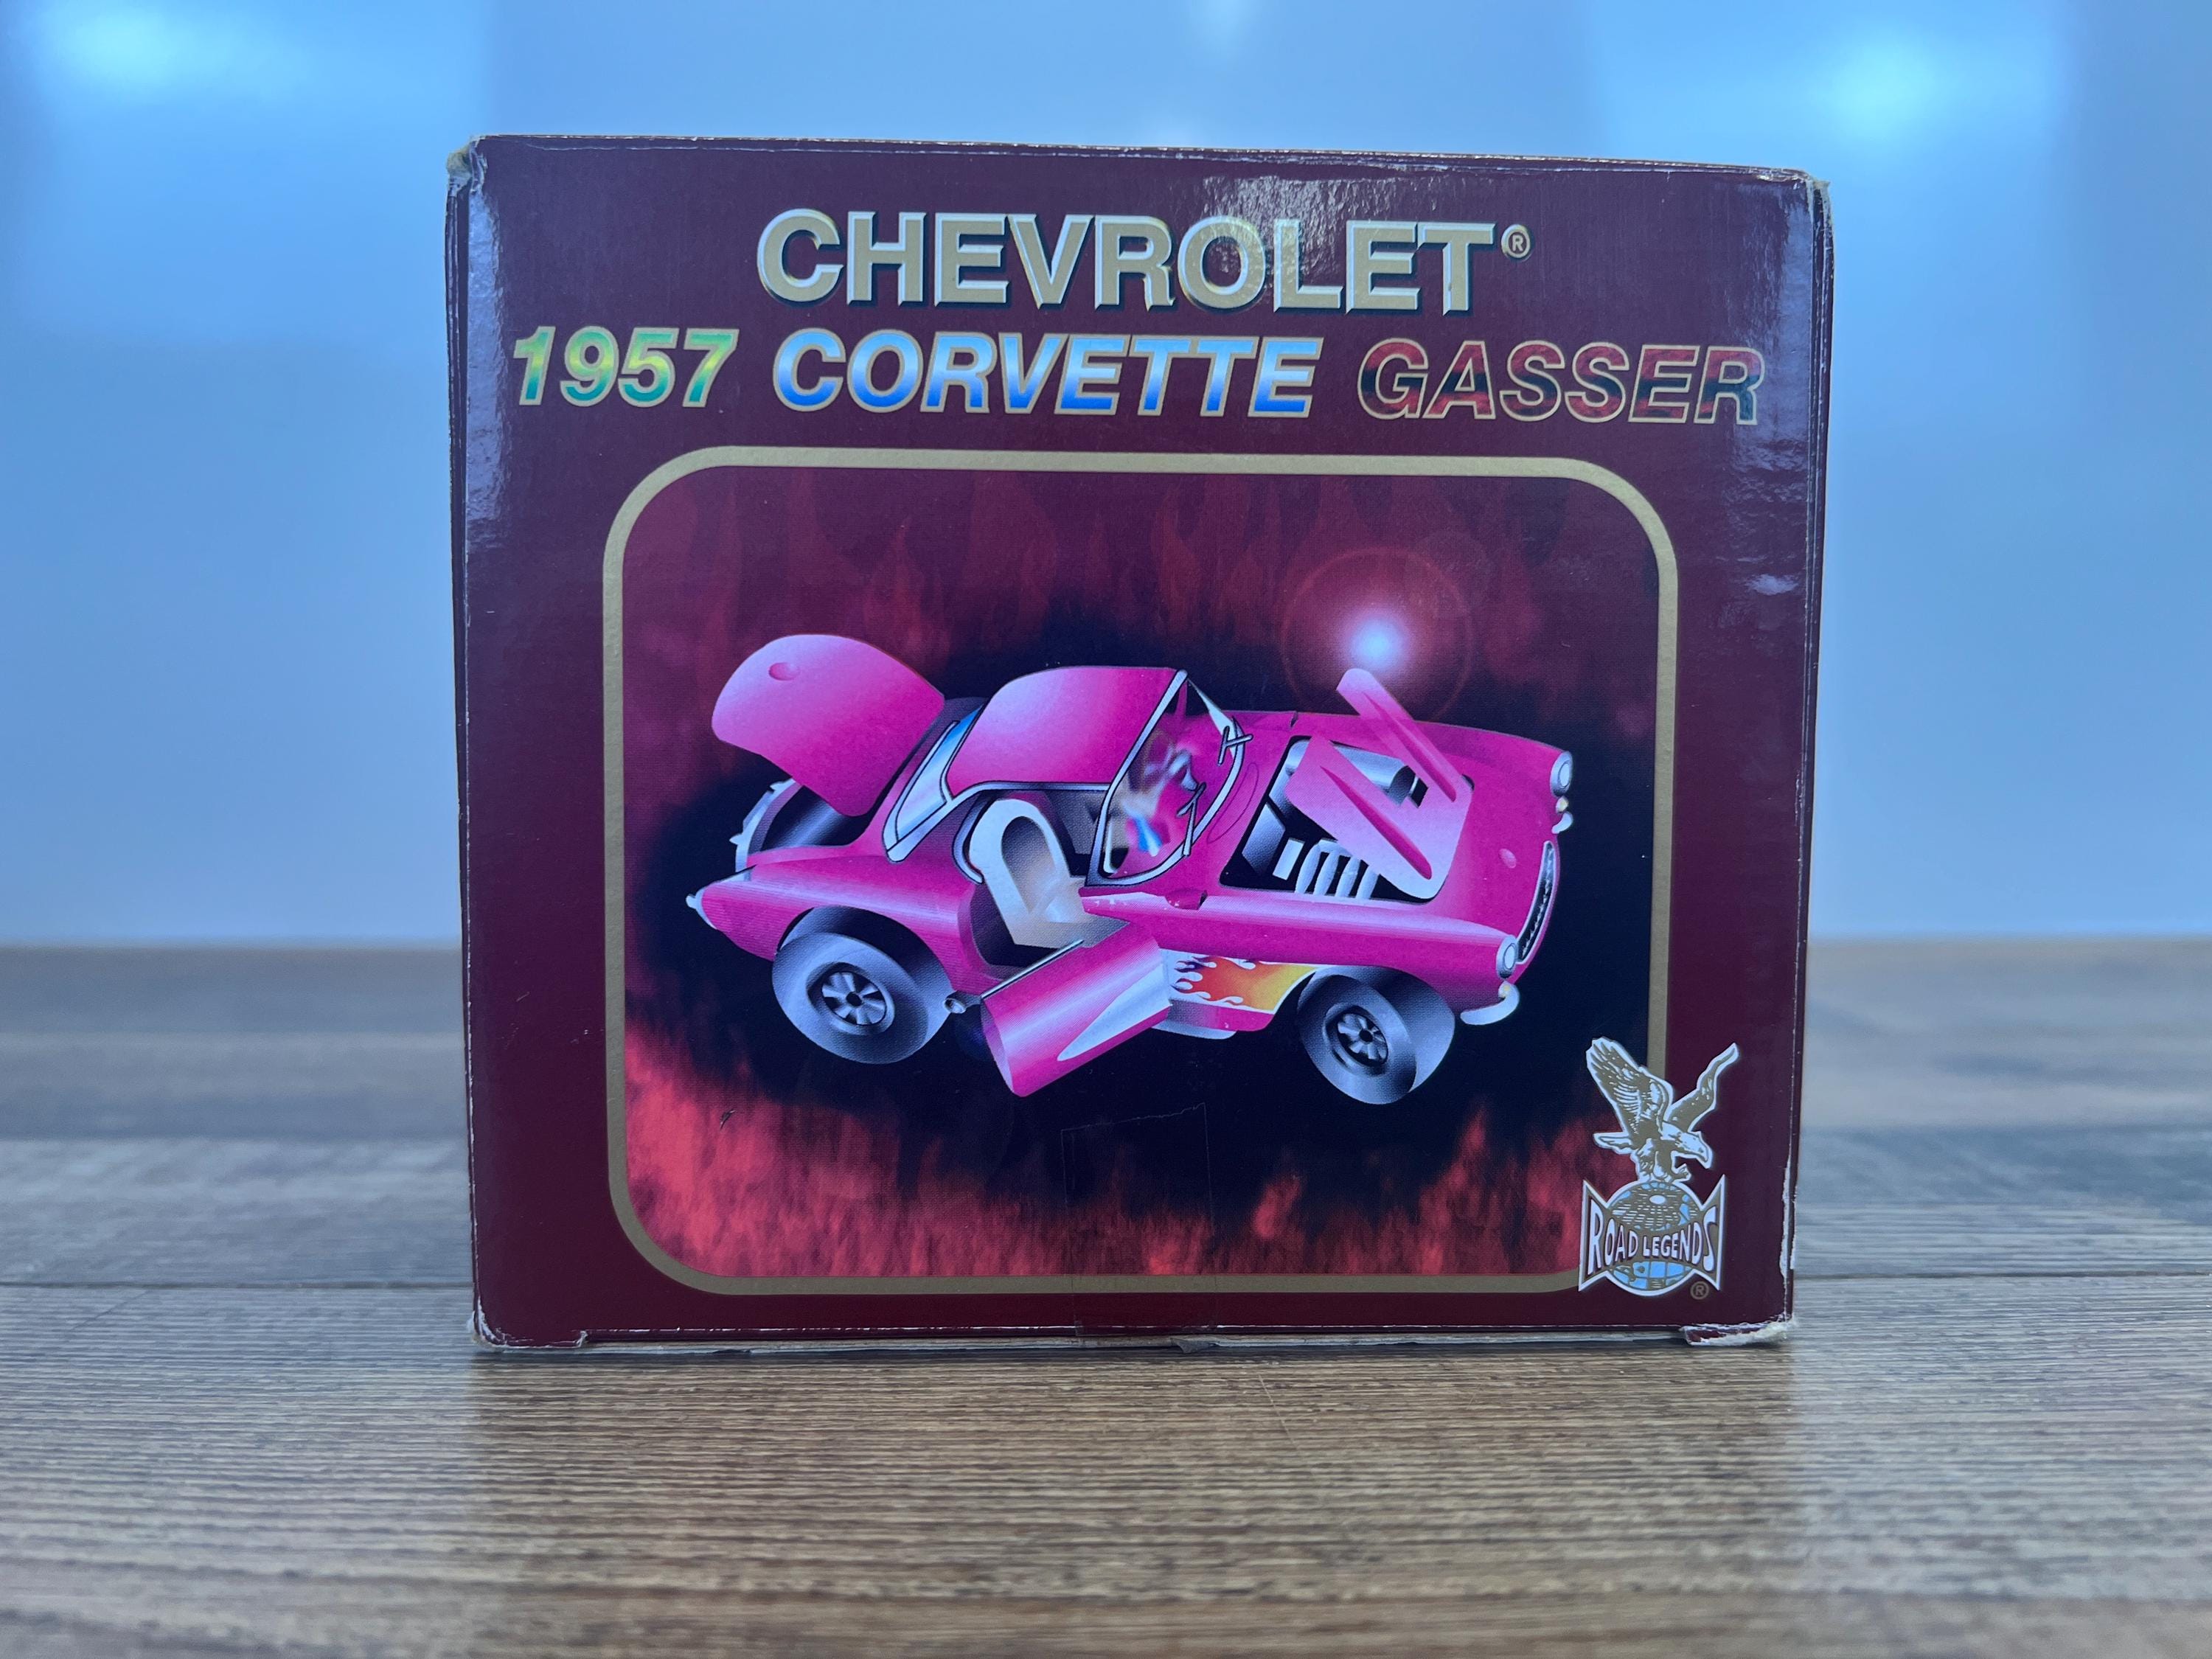 CHEVROLET®
1957 CORVETTE GASSER
ROAD LEGENDS
®